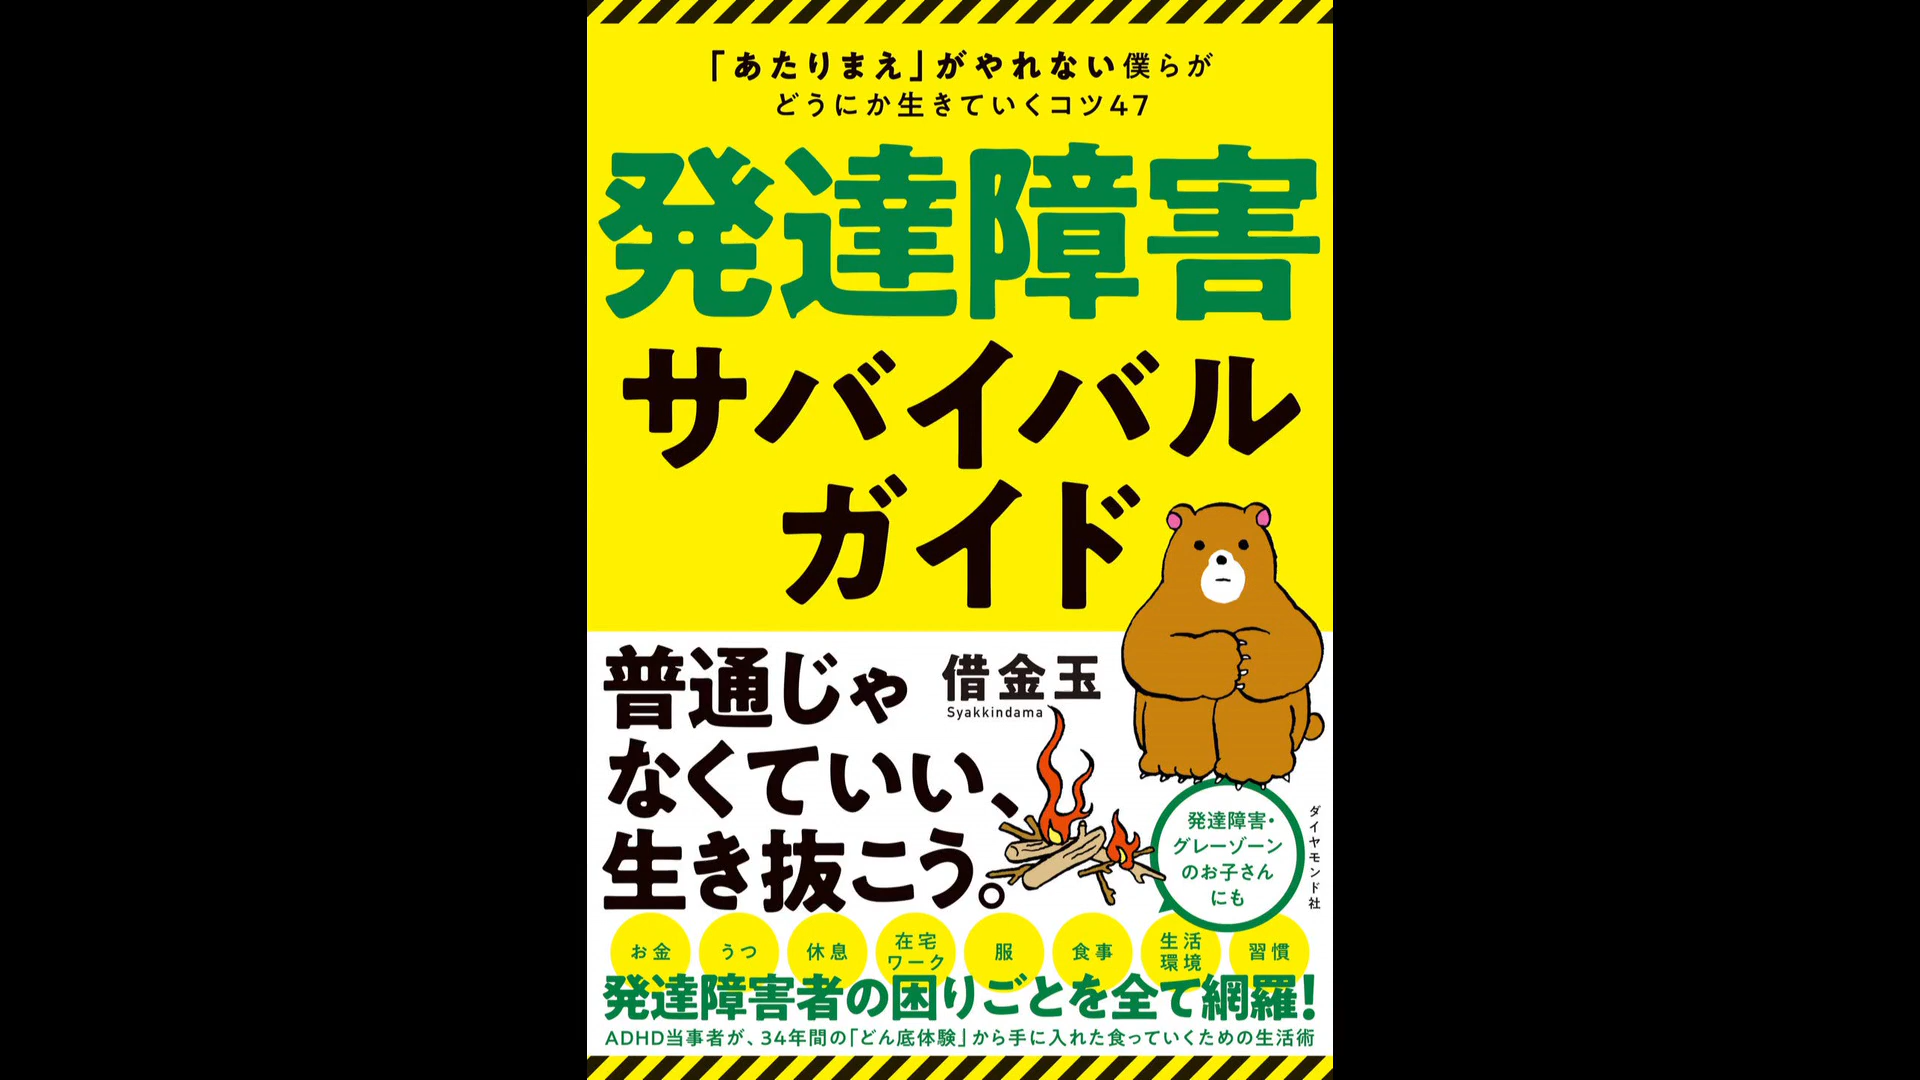 「あたりまえ」がやれない僕らが
どうにか生きていくコツ47
発達障害
サバイバル
ガイド
普通じゃ
なくていい、
生き抜こう。
借金玉
Syakkindama
発達障害・
グレーゾーン
のお子さん
にも
ダイヤモンド社
お金
うつ
休息
在宅
ワーク
服
食事
生活
環境
習慣
発達障害者の困りごとを全て網羅!
ADHD当事者が、34年間の「どん底体験」から手に入れた食っていくための生活術